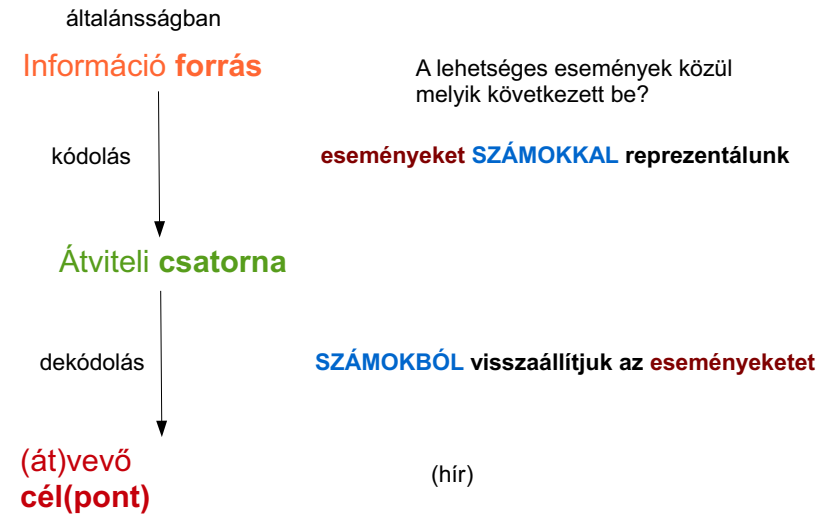 általánsságban
Információ forrás
A lehetséges események közül
melyik következett be?
kódolás
eseményeket SZÁMOKKAL reprezentálunk
Átviteli csatorna
dekódolás
SZÁMOKBÓL visszaállítjuk az eseményeketet
(át)vevő
cél(pont)
(hír)